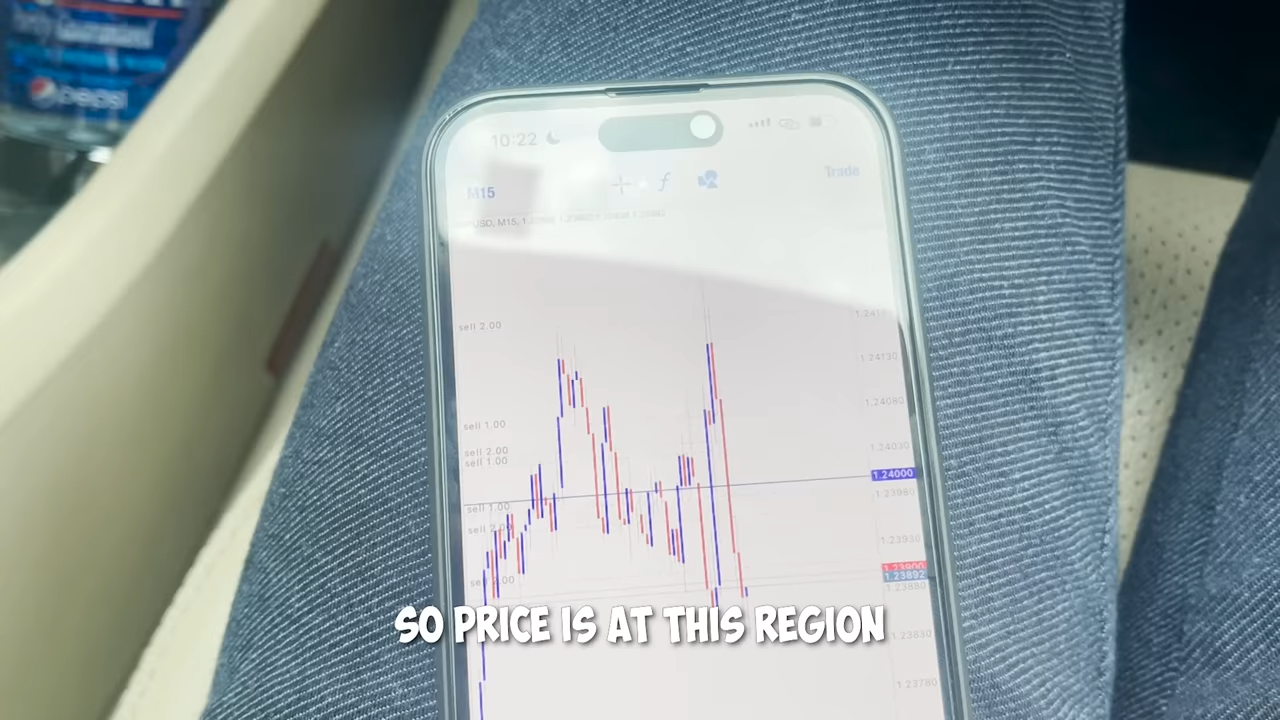 pepsi
10:22
M15
Trade
USD, M15,
sell 2.00
1.24130
1.24080
sell 1.00
1.24030
sell 2.00
sell 1.00
1.24000
1.23980
sell 1.00
sell 2.00
1.23930
1.23900
1.23892
1.23880
SO PRICE IS AT THIS REGION
1.23830
1.23780